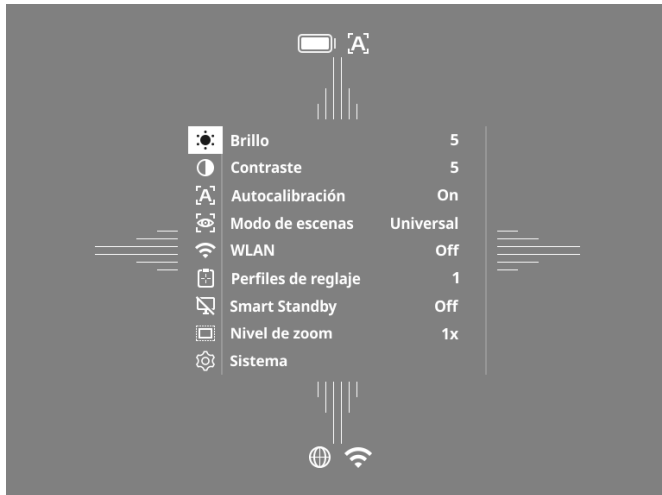 [A]
Brillo 5
Contraste 5
[A] Autocalibración On
Modo de escenas Universal
WLAN Off
Perfiles de reglaje 1
Smart Standby Off
Nivel de zoom 1x
Sistema